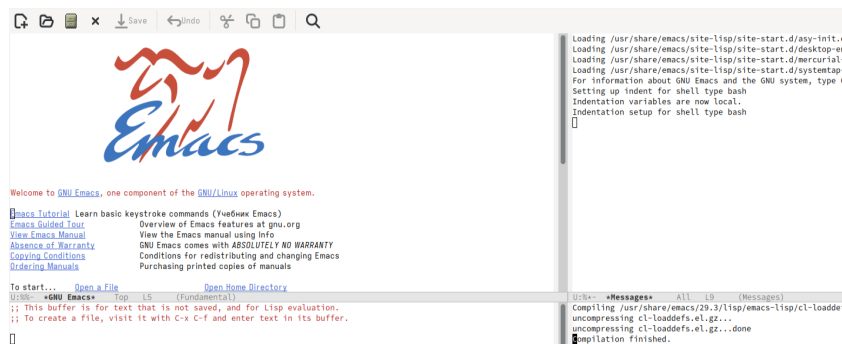 Save Undo
Emacs
Welcome to GNU Emacs, one component of the GNU/Linux operating system.
Emacs Tutorial Learn basic keystroke commands (Учебник Emacs)
Emacs Guided Tour Overview of Emacs features at gnu.org
View Emacs Manual View the Emacs manual using Info
Absence of Warranty GNU Emacs comes with ABSOLUTELY NO WARRANTY
Copying Conditions Conditions for redistributing and changing Emacs
Ordering Manuals Purchasing printed copies of manuals
To start... Open a File Open Home Directory
U:%%- *GNU Emacs* Top L5 (Fundamental)
;; This buffer is for text that is not saved, and for Lisp evaluation.
;; To create a file, visit it with C-x C-f and enter text in its buffer.
Loading /usr/share/emacs/site-lisp/site-start.d/asy-init.
Loading /usr/share/emacs/site-lisp/site-start.d/desktop-e
Loading /usr/share/emacs/site-lisp/site-start.d/mercurial
Loading /usr/share/emacs/site-lisp/site-start.d/systemtap
For information about GNU Emacs and the GNU system, type
Setting up indent for shell type bash
Indentation variables are now local.
Indentation setup for shell type bash
U:%*- *Messages* All L9 (Messages)
Compiling /usr/share/emacs/29.3/lisp/emacs-lisp/cl-loadde
uncompressing cl-loaddefs.el.gz...
uncompressing cl-loaddefs.el.gz...done
Compilation finished.